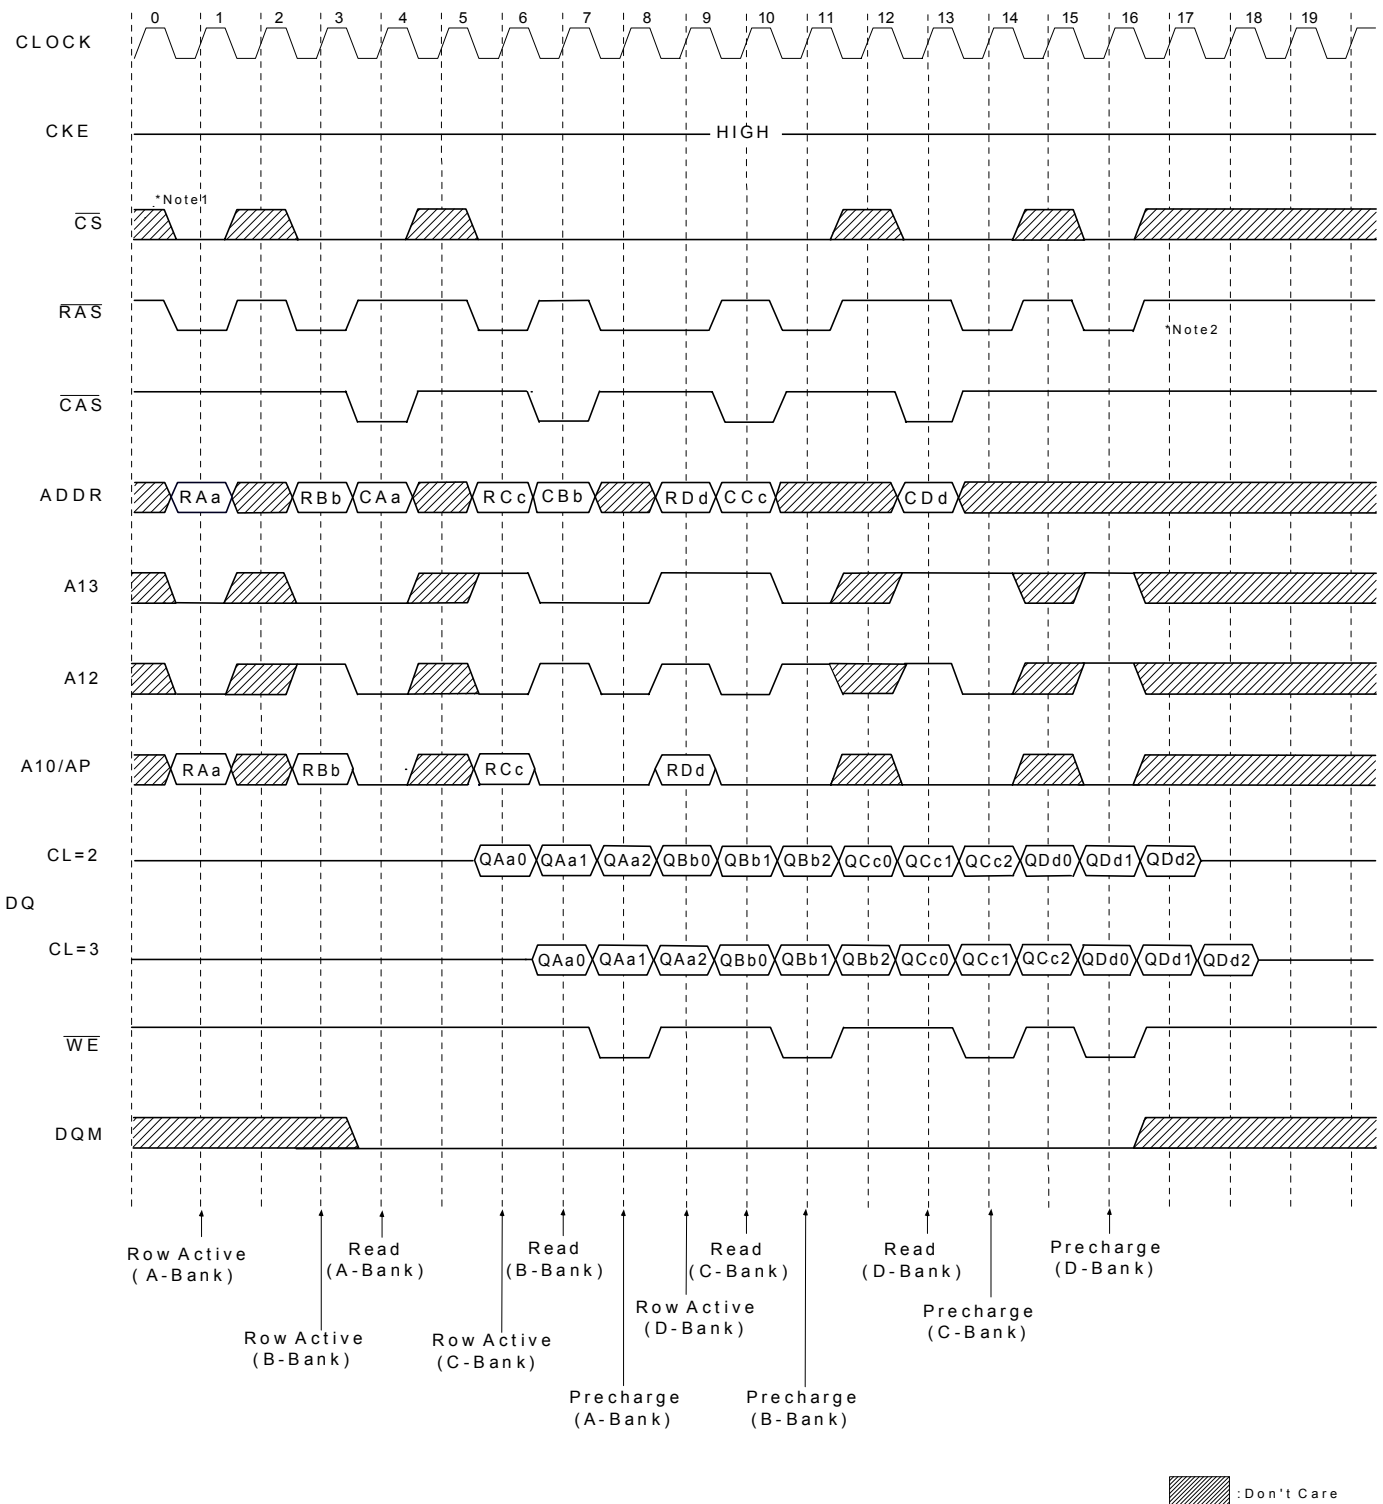 0 1 2 3 4 5 6 7 8 9 10 11 12 13 14 15 16 17 18 19
CLOCK
CKE HIGH
*Note1
CS
RAS
*Note2
CAS
ADDR RAa RBb CAa RCc CBb RDd CCc CDd
A13
A12
A10/AP RAa RBb RCc RDd
CL=2 QAa0 QAa1 QAa2 QBb0 QBb1 QBb2 QCc0 QCc1 QCc2 QDd0 QDd1 QDd2
DQ
CL=3 QAa0 QAa1 QAa2 QBb0 QBb1 QBb2 QCc0 QCc1 QCc2 QDd0 QDd1 QDd2
WE
DQM
Row Active
(A-Bank)
Read
(A-Bank)
Read
(B-Bank)
Read
(C-Bank)
Read
(D-Bank)
Precharge
(D-Bank)
Row Active
(D-Bank)
Precharge
(C-Bank)
Row Active
(B-Bank)
Row Active
(C-Bank)
Precharge
(A-Bank)
Precharge
(B-Bank)
:Don't Care